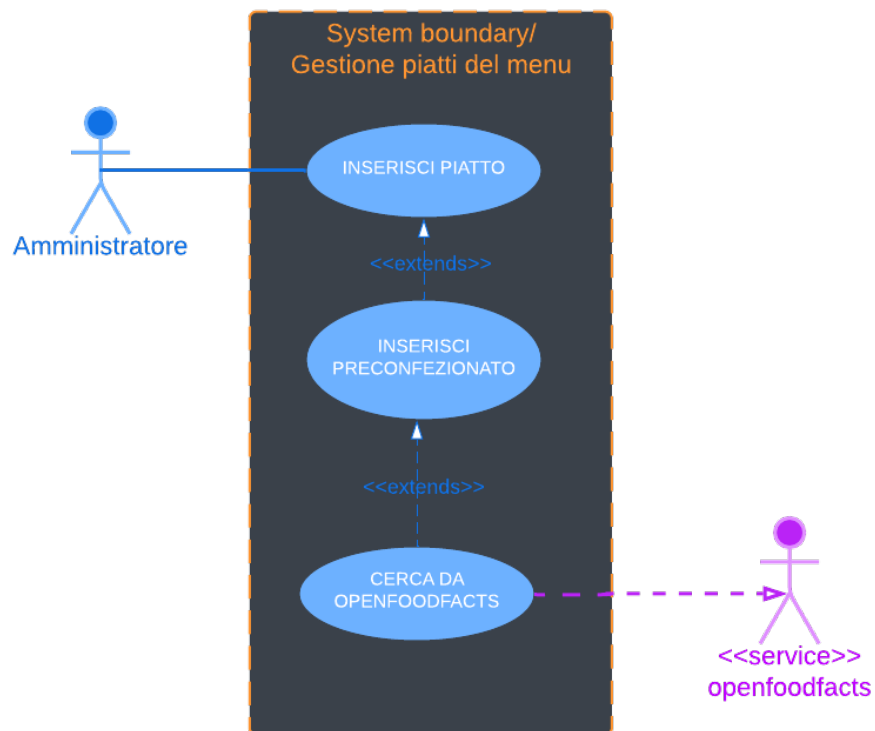 System boundary/
Gestione piatti del menu
INSERISCI PIATTO
Amministratore
<<extends>>
INSERISCI
PRECONFEZIONATO
<<extends>>
CERCA DA
OPENFOODFACTS
<<service>>
openfoodfacts